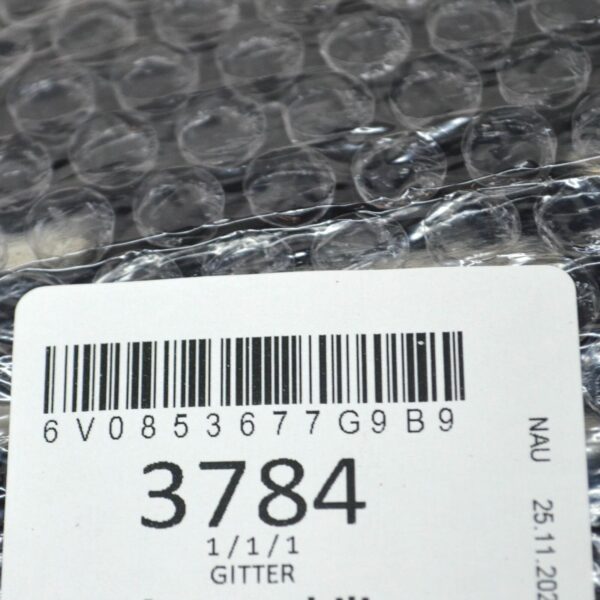 6V0853677G9B9
3784
1/1/1
GITTER
NAU 25.11.202